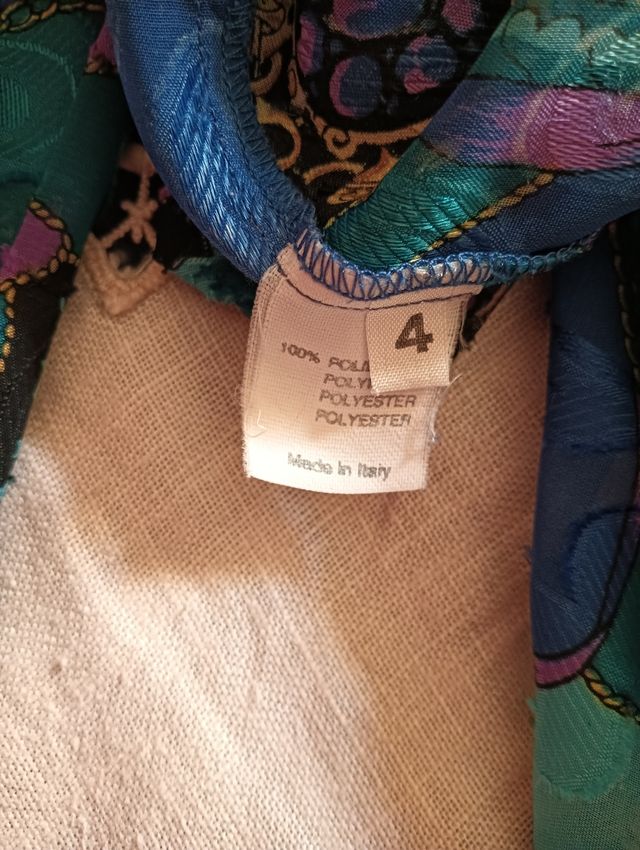 4
100%
POLYESTER
POLYESTER
Made in Italy